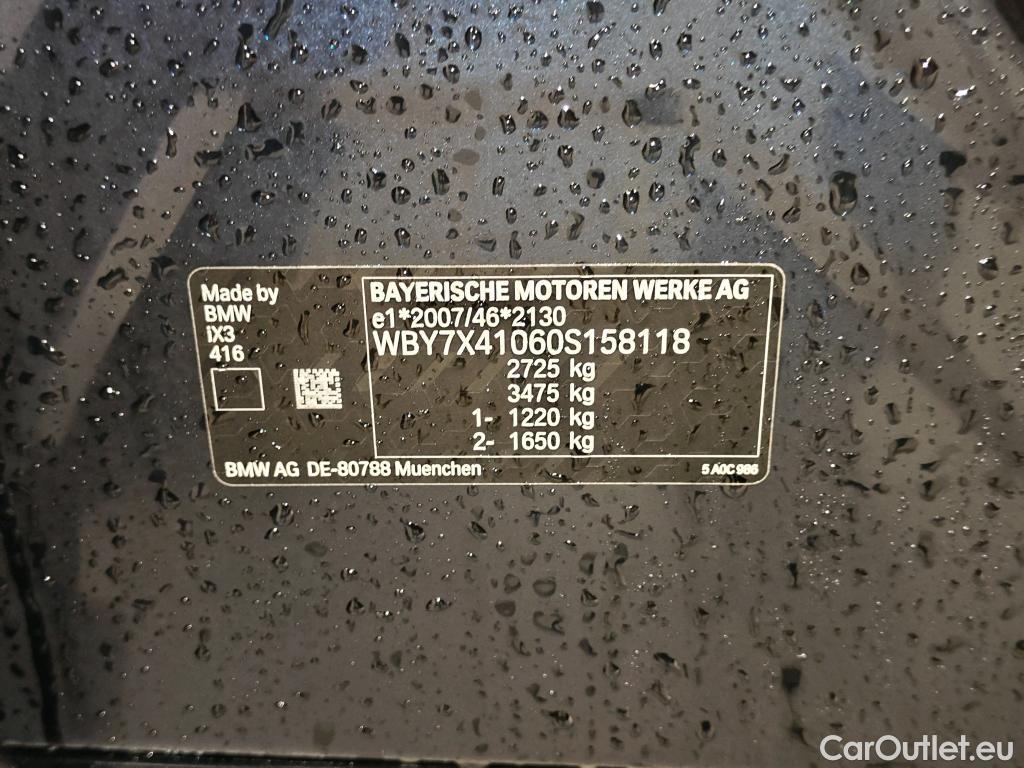 Made by
BMW
IX3
416
BAYERISCHE MOTOREN WERKE AG
e1*2007/46*2130
WBY7X41060S158118
2725 kg
3475 kg
1- 1220 kg
2- 1650 kg
BMW AG DE-80788 Muenchen
5 A0C 986
CarOutlet.eu